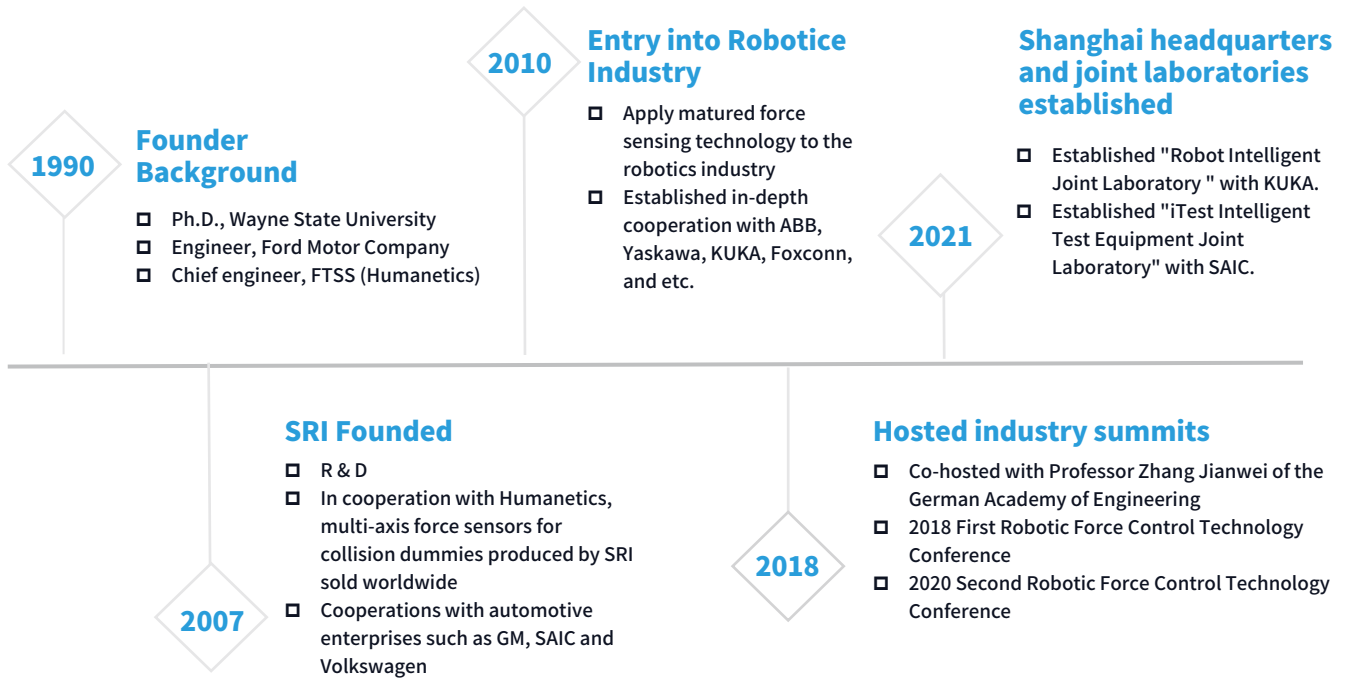 1990
Founder
Background
Ph.D., Wayne State University
Engineer, Ford Motor Company
Chief engineer, FTSS (Humanetics)
2007
SRI Founded
R & D
In cooperation with Humanetics,
multi-axis force sensors for
collision dummies produced by SRI
sold worldwide
Cooperations with automotive
enterprises such as GM, SAIC and
Volkswagen
2010
Entry into Robotice
Industry
Apply matured force
sensing technology to the
robotics industry
Established in-depth
cooperation with ABB,
Yaskawa, KUKA, Foxconn,
and etc.
2018
Hosted industry summits
Co-hosted with Professor Zhang Jianwei of the
German Academy of Engineering
2018 First Robotic Force Control Technology
Conference
2020 Second Robotic Force Control Technology
Conference
2021
Shanghai headquarters
and joint laboratories
established
Established "Robot Intelligent
Joint Laboratory " with KUKA.
Established "iTest Intelligent
Test Equipment Joint
Laboratory" with SAIC.